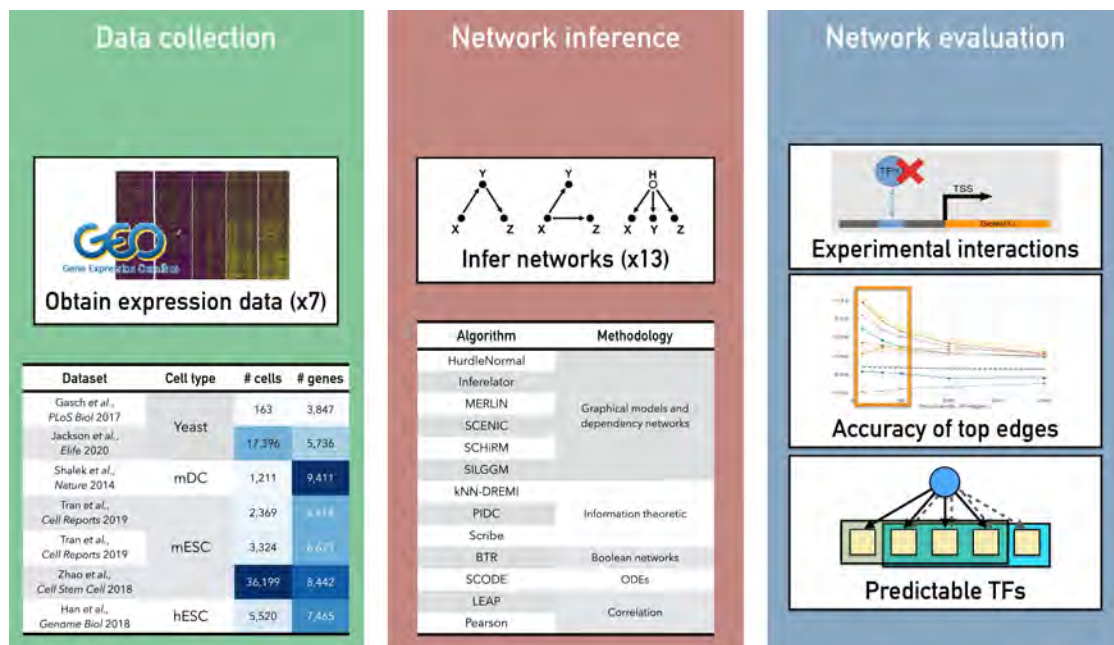 Data collection
GEO
Gene Expression Omnibus
Obtain expression data (x7)
Dataset Cell type # cells # genes
Gasch et al.,
PLoS Biol 2017
Yeast
163 3,847
Jackson et al.,
Elife 2020
17,396 5,736
Shalek et al.,
Nature 2014
mDC 1,211 9,411
Tran et al.,
Cell Reports 2019
mESC
2,369
Tran et al.,
Cell Reports 2019
3,324
Zhao et al.,
Cell Stem Cell 2018
36,199 8,442
Han et al.,
Genome Biol 2018
hESC 5,520 7,465
Network inference
Y Y H
X Z X Z X Y Z
Infer networks (x13)
Algorithm Methodology
HurdleNormal
Inferelator
MERLIN
SCENIC
SCHiRM
SILGGM
Graphical models and
dependency networks
kNN-DREMI
PIDC
Scribe
Information theoretic
BTR Boolean networks
SCODE ODEs
LEAP
Pearson
Correlation
Network evaluation
TSS
Experimental interactions
Accuracy of top edges
Predictable TFs